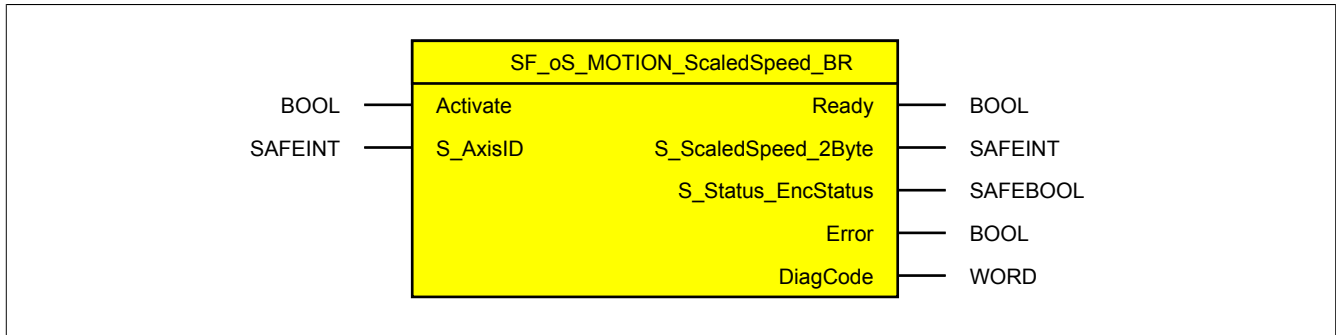 SF_oS_MOTION_ScaledSpeed_BR
BOOL Activate Ready BOOL
SAFEINT S_AxisID S_ScaledSpeed_2Byte SAFEINT
S_Status_EncStatus SAFEBOOL
Error BOOL
DiagCode WORD